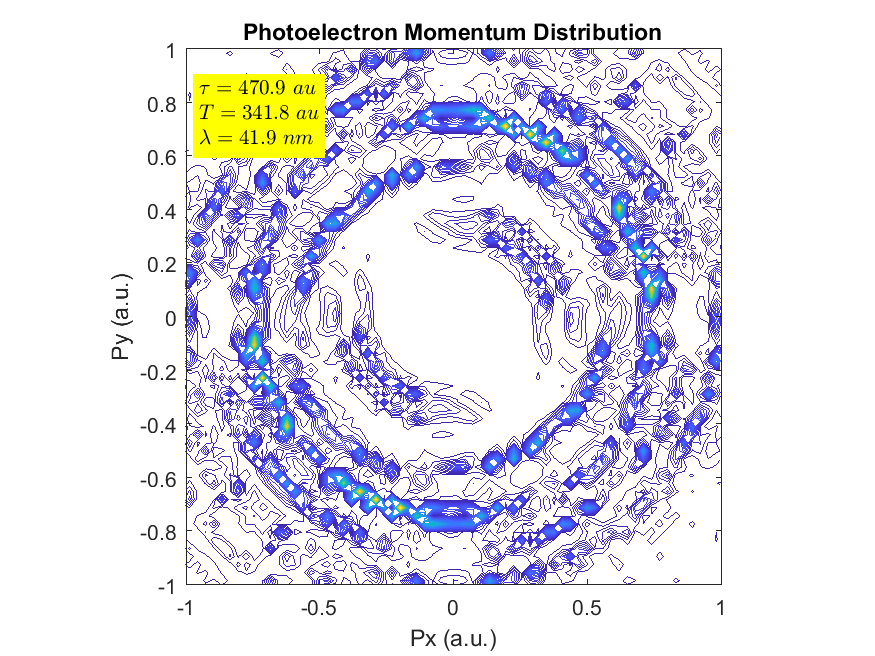 Photoelectron Momentum Distribution
1
0.8
0.6
0.4
0.2
0
-0.2
-0.4
-0.6
-0.8
-1
τ = 470.9 au
T = 341.8 au
λ = 41.9 nm
Py (a.u.)
-1
-0.5
0
0.5
1
Px (a.u.)